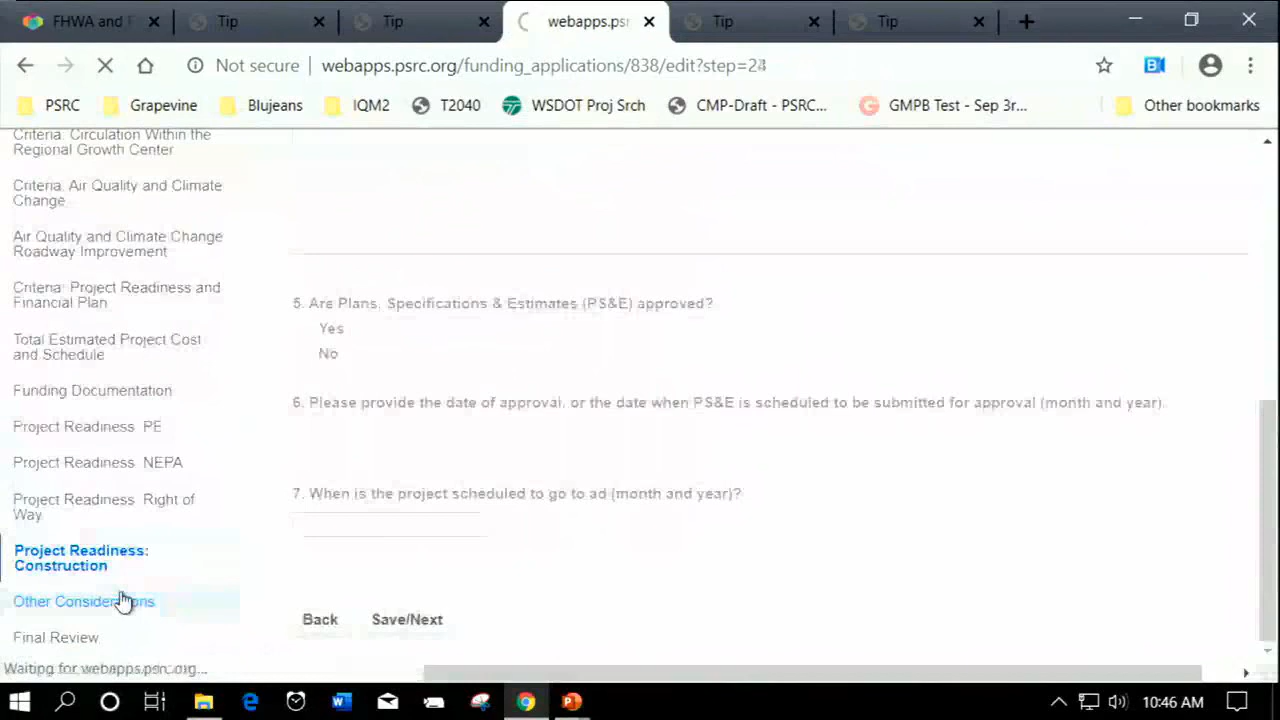 FHWA and F
Tip
Tip
webapps.psr
Tip
Tip
Not secure
webapps.psrc.org/funding_applications/838/edit?step=24
PSRC
Grapevine
Blujeans
IQM2
T2040
WSDOT Proj Srch
CMP-Draft - PSRC...
GMPB Test - Sep 3r...
Other bookmarks
Criteria: Circulation Within the
Regional Growth Center
Criteria: Air Quality and Climate
Change
Air Quality and Climate Change
Roadway Improvement
Criteria: Project Readiness and
Financial Plan
Total Estimated Project Cost
and Schedule
Funding Documentation
Project Readiness PE
Project Readiness NEPA
Project Readiness Right of
Way
Project Readiness:
Construction
Other Considerations
Final Review
5. Are Plans, Specifications & Estimates (PS&E) approved?
Yes
No
6. Please provide the date of approval, or the date when PS&E is scheduled to be submitted for approval (month and year).
7. When is the project scheduled to go to ad (month and year)?
Back
Save/Next
Waiting for webapps.psrc.org...
10:46 AM